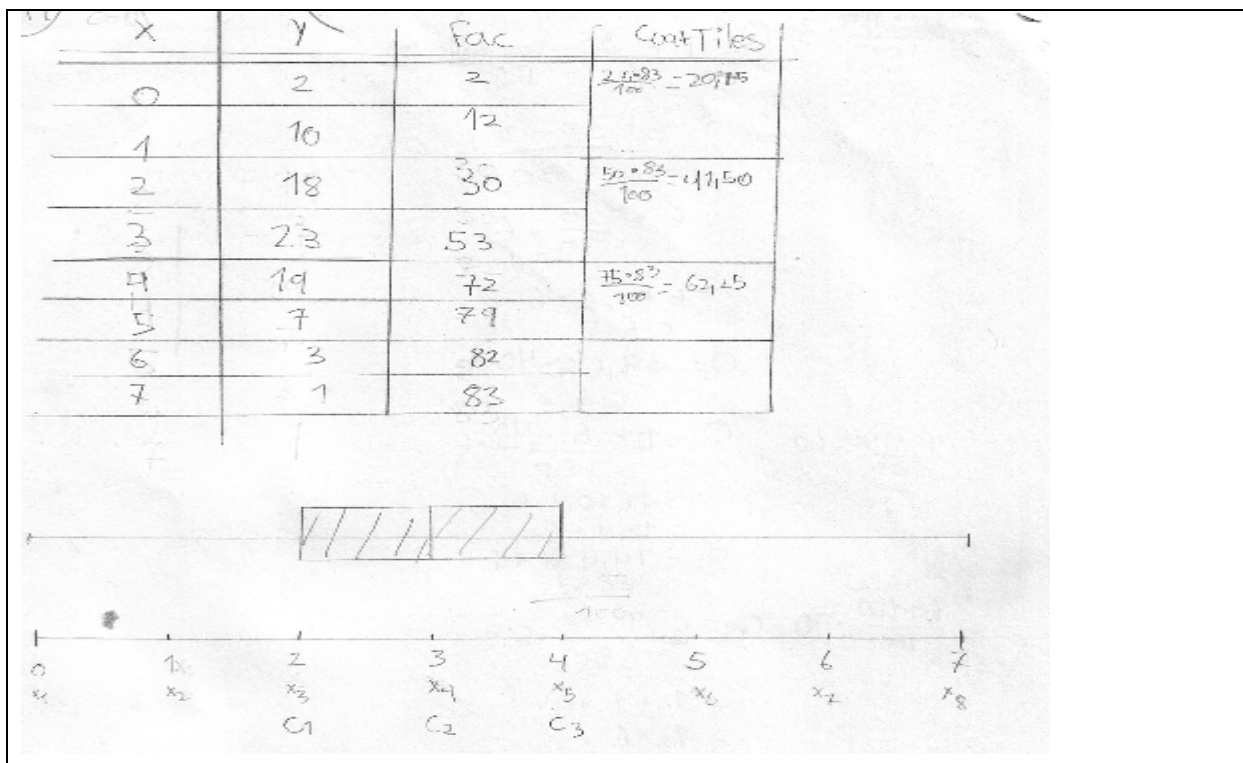 X Y Fac CuarTiles
0 2 2 25•83/100 = 20,75
1 10 12
2 18 30 50•83/100 = 41,50
3 23 53
4 19 72 75•83/100 = 62,25
5 7 79
6 3 82
7 1 83
0 1 2 3 4 5 6 7
x1 x2 x3 x4 x5 x6 x7 x8
C1 C2 C3